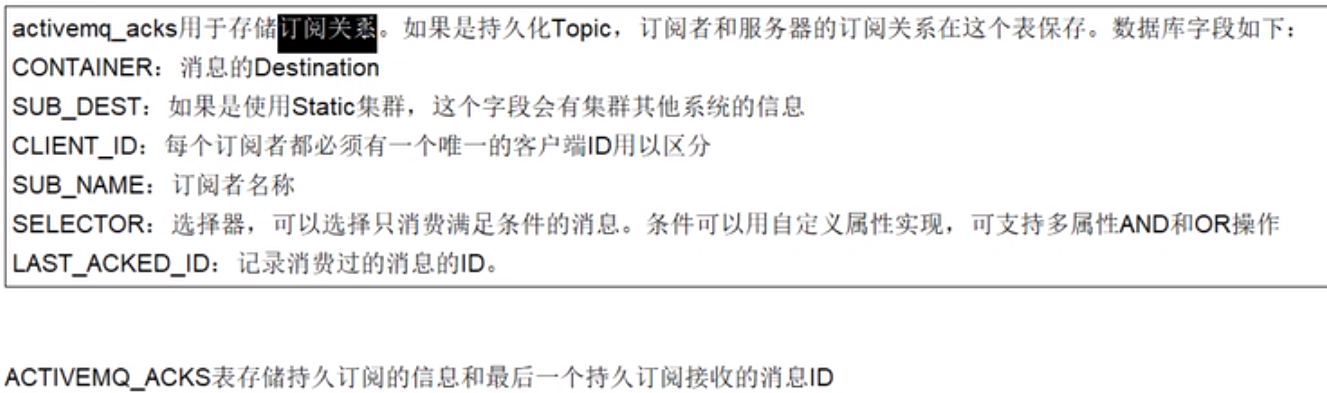 activemq_acks用于存储订阅关系。如果是持久化Topic，订阅者和服务器的订阅关系在这个表保存。数据库字段如下：
CONTAINER：消息的Destination
SUB_DEST：如果是使用Static集群，这个字段会有集群其他系统的信息
CLIENT_ID：每个订阅者都必须有一个唯一的客户端ID用以区分
SUB_NAME：订阅者名称
SELECTOR：选择器，可以选择只消费满足条件的消息。条件可以用自定义属性实现，可支持多属性AND和OR操作
LAST_ACKED_ID：记录消费过的消息的ID。
ACTIVEMQ_ACKS表存储持久订阅的信息和最后一个持久订阅接收的消息ID